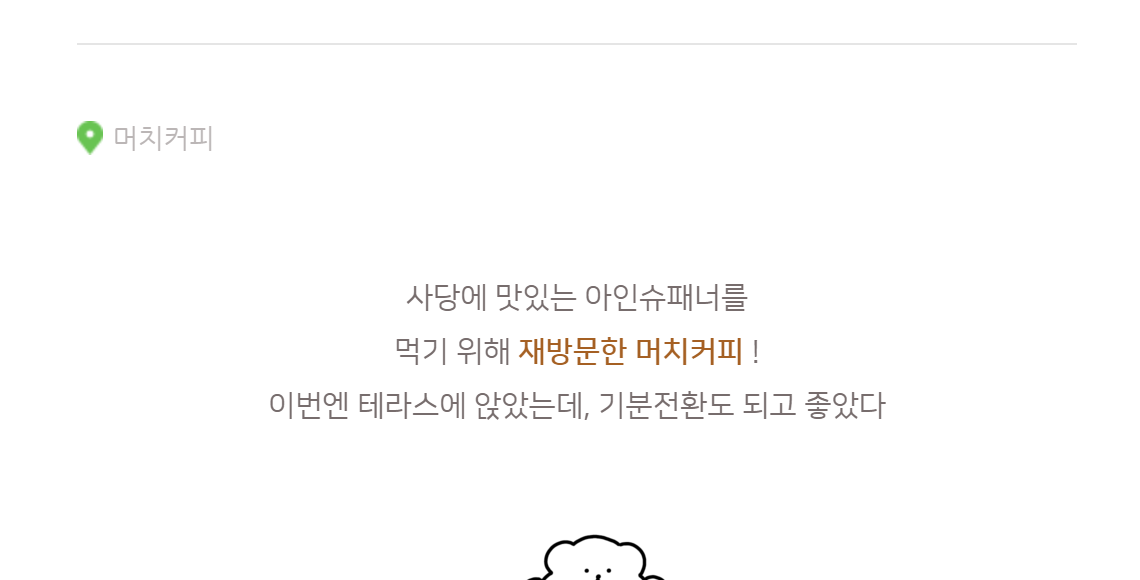 머치커피
사당에 맛있는 아인슈패너를
먹기 위해 재방문한 머치커피 !
이번엔 테라스에 앉았는데, 기분전환도 되고 좋았다